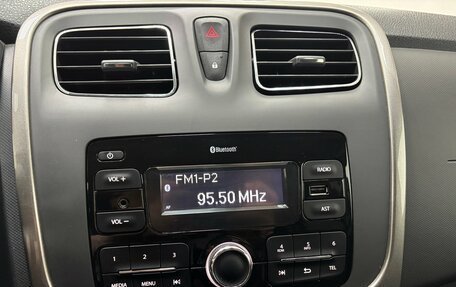 Bluetooth
VOL +
FM1-P2
95.50 MHz
RADIO
VOL −
AST
1 2 3
4 5 6
MEDIA MENU
TEL